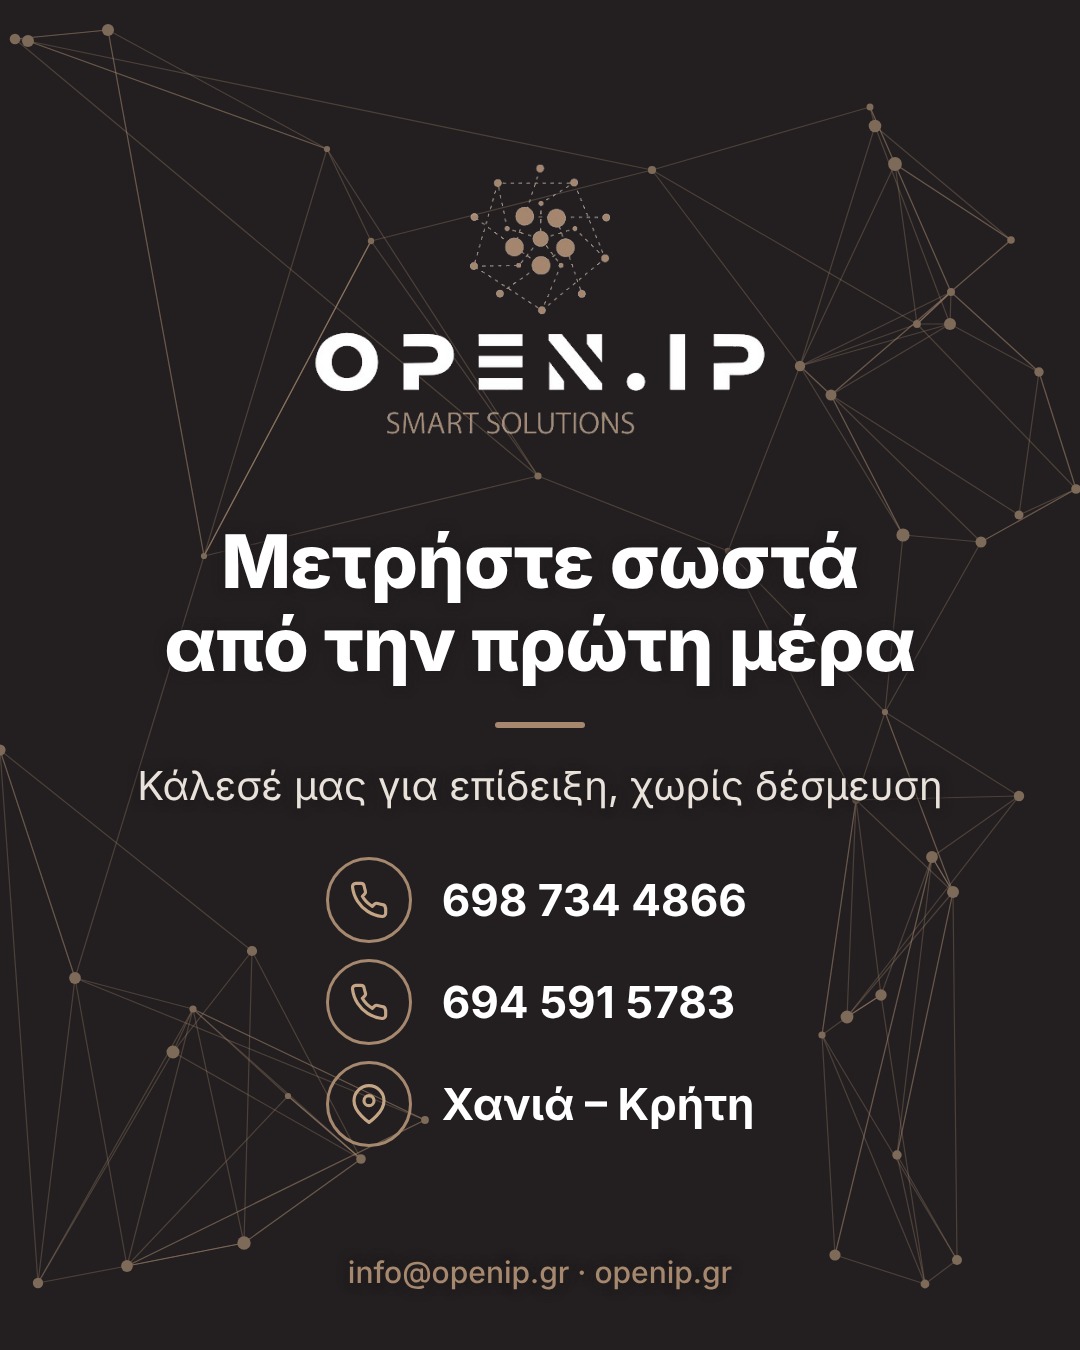 OPEN.IP
SMART SOLUTIONS
Μετρήστε σωστά
από την πρώτη μέρα
Κάλεσέ μας για επίδειξη, χωρίς δέσμευση
698 734 4866
694 591 5783
Χανιά – Κρήτη
info@openip.gr · openip.gr